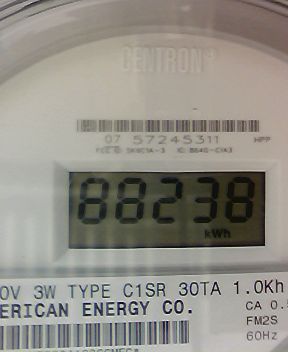 CENTRON®
07 57245311 HPP
88238
kWh
0V 3W TYPE C1SR 30TA 1.0Kh
ERICAN ENERGY CO.
CA 0.5
FM2S
60Hz